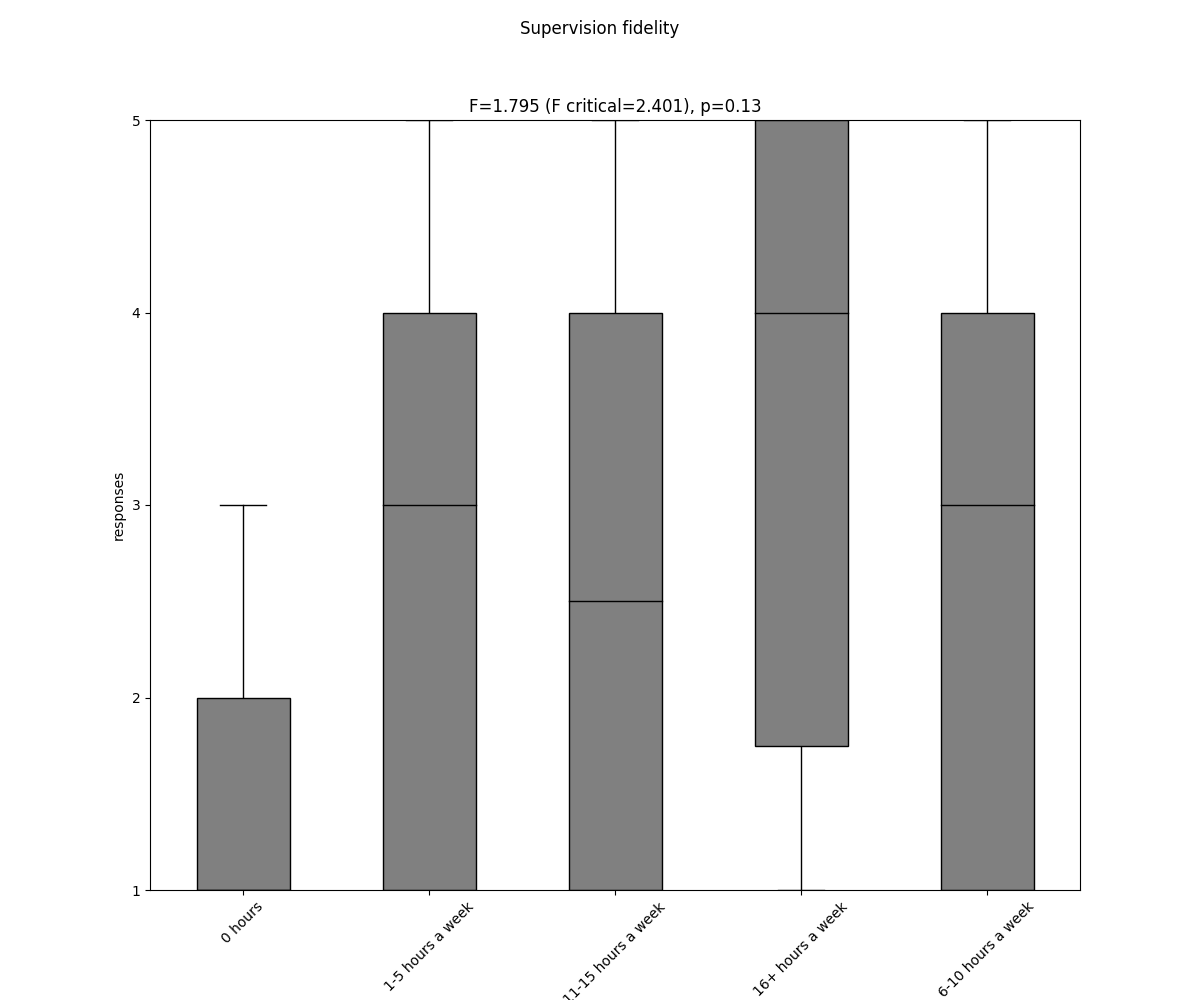 Supervision fidelity
F=1.795 (F critical=2.401), p=0.13
5
4
3
2
1
responses
0 hours
1-5 hours a week
11-15 hours a week
16+ hours a week
6-10 hours a week